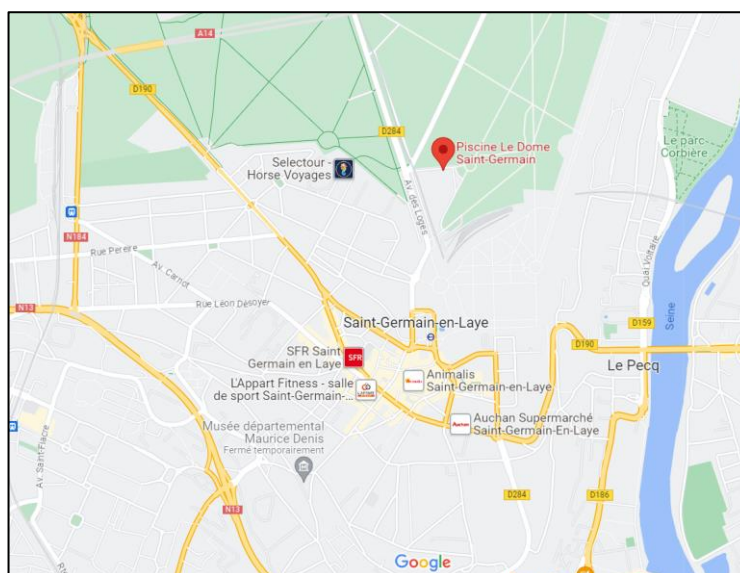 A14
D190
D284
Piscine Le Dome
Saint-Germain
Le parc-
Corbière
Selectour -
Horse Voyages
Av. des Loges
N184
Rue Pereire
Av. Carnot
Quai Voltaire
N13
Rue Léon Désoyer
Saint-Germain-en-Laye
D159
Seine
D190
SFR Saint
Germain en Laye
SFR
Le Pecq
L'Appart Fitness - salle
de sport Saint-Germain-...
Animalis
Saint-Germain-en-Laye
Auchan Supermarché
Saint-Germain-En-Laye
Musée départemental
Maurice Denis
Fermé temporairement
Av. Saint-Fiacre
N13
D284
D186
Google